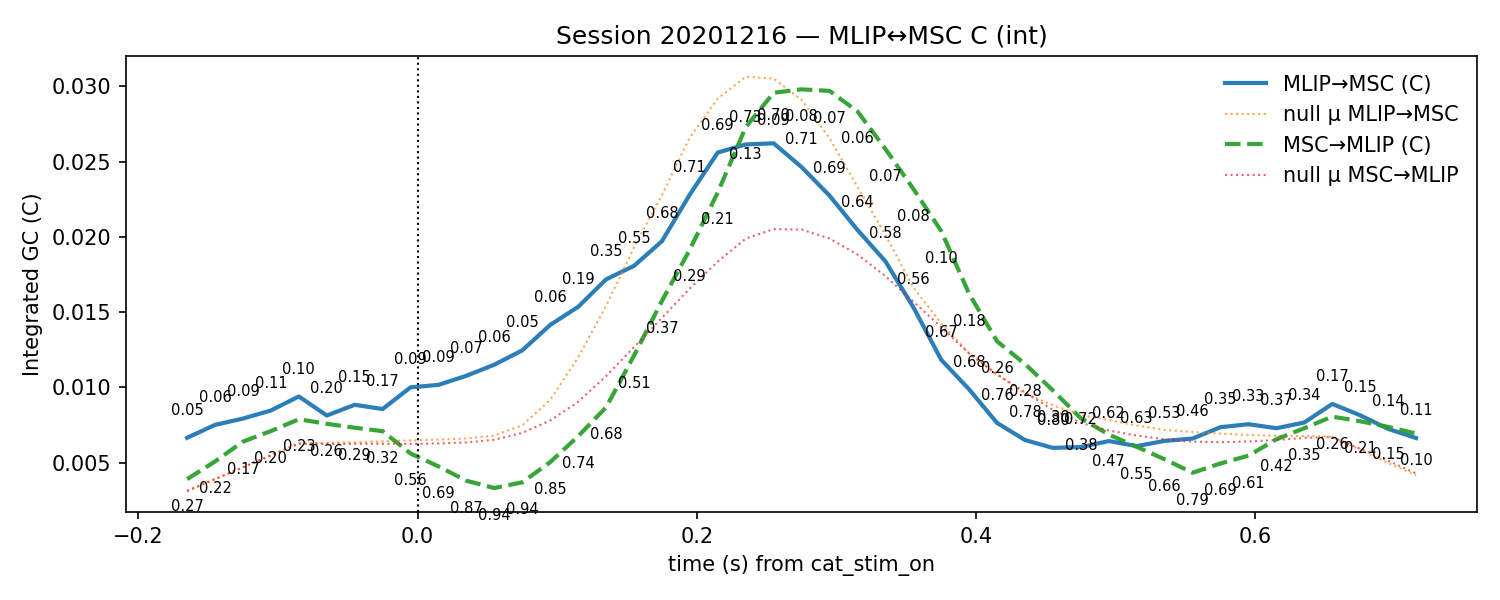 Session 20201216 — MLIP↔MSC C (int)
Integrated GC (C)
0.030
0.025
0.020
0.015
0.010
0.005
MLIP→MSC (C)
null μ MLIP→MSC
MSC→MLIP (C)
null μ MSC→MLIP
0.05 0.06 0.09 0.11 0.10 0.20 0.15 0.17 0.09 0.09 0.07 0.06 0.05 0.06 0.19 0.35 0.55 0.68 0.71 0.69 0.73 0.70 0.71 0.69 0.64 0.58 0.56 0.67 0.68 0.76 0.78 0.80 0.72 0.62 0.63 0.53 0.46 0.35 0.33 0.37 0.34 0.17 0.15 0.14 0.11
0.27 0.22 0.17 0.20 0.23 0.26 0.29 0.32 0.56 0.69 0.87 0.94 0.94 0.85 0.74 0.68 0.51 0.37 0.29 0.21 0.13 0.09 0.08 0.07 0.06 0.07 0.08 0.10 0.18 0.26 0.28 0.38 0.47 0.55 0.66 0.79 0.69 0.61 0.42 0.35 0.26 0.21 0.15 0.10
−0.2 0.0 0.2 0.4 0.6
time (s) from cat_stim_on